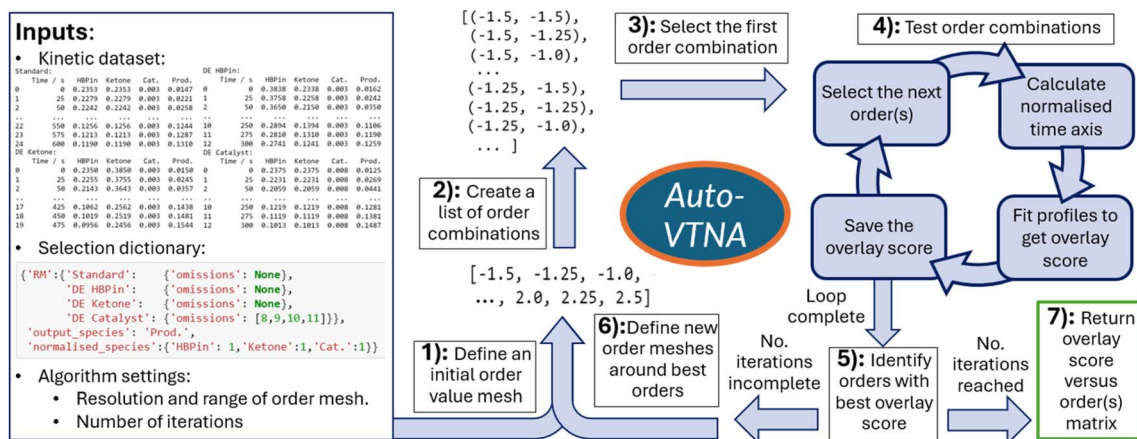 Inputs:
• Kinetic dataset:
Standard:
Time / s HBPin Ketone Cat. Prod.
0 0 0.2353 0.2353 0.003 0.0147
1 25 0.2279 0.2279 0.003 0.0221
2 50 0.2242 0.2242 0.003 0.0258
.. ... ... ... ... ...
22 550 0.1256 0.1256 0.003 0.1244
23 575 0.1213 0.1213 0.003 0.1287
24 600 0.1190 0.1190 0.003 0.1310
DE HBPin:
Time / s HBPin Ketone Cat. Prod.
0 0 0.3838 0.2338 0.003 0.0162
1 25 0.3758 0.2258 0.003 0.0242
2 50 0.3650 0.2150 0.003 0.0350
.. ... ... ... ... ...
10 250 0.2894 0.1394 0.003 0.1106
11 275 0.2810 0.1310 0.003 0.1190
12 300 0.2741 0.1241 0.003 0.1259
DE Ketone:
Time / s HBPin Ketone Cat. Prod.
0 0 0.2350 0.3850 0.003 0.0150
1 25 0.2255 0.3755 0.003 0.0245
2 50 0.2143 0.3643 0.003 0.0357
.. ... ... ... ... ...
17 425 0.1062 0.2562 0.003 0.1438
18 450 0.1019 0.2519 0.003 0.1481
19 475 0.0956 0.2456 0.003 0.1544
DE Catalyst:
Time / s HBPin Ketone Cat. Prod.
0 0 0.2375 0.2375 0.008 0.0125
1 25 0.2231 0.2231 0.008 0.0269
2 50 0.2059 0.2059 0.008 0.0441
.. ... ... ... ... ...
10 250 0.1219 0.1219 0.008 0.1281
11 275 0.1119 0.1119 0.008 0.1381
12 300 0.1013 0.1013 0.008 0.1487
• Selection dictionary:
{'RM':{'Standard': {'omissions': None},
'DE HBPin': {'omissions': None},
'DE Ketone': {'omissions': None},
'DE Catalyst': {'omissions': [8,9,10,11]}},
'output_species': 'Prod.',
'normalised_species':{'HBPin': 1,'Ketone':1,'Cat.':1}}
• Algorithm settings:
• Resolution and range of order mesh.
• Number of iterations
1): Define an
initial order
value mesh
[-1.5, -1.25, -1.0,
..., 2.0, 2.25, 2.5]
2): Create a
list of order
combinations
[(-1.5, -1.5),
(-1.5, -1.25),
(-1.5, -1.0),
...
(-1.25, -1.5),
(-1.25, -1.25),
(-1.25, -1.0),
... ]
3): Select the first
order combination
Auto-
VTNA
4): Test order combinations
Select the next
order(s)
Calculate
normalised
time axis
Fit profiles to
get overlay
score
Save the
overlay score
Loop
complete
5): Identify
orders with
best overlay
score
No.
iterations
incomplete
6):Define new
order meshes
around best
orders
No.
iterations
reached
7): Return
overlay
score
versus
order(s)
matrix